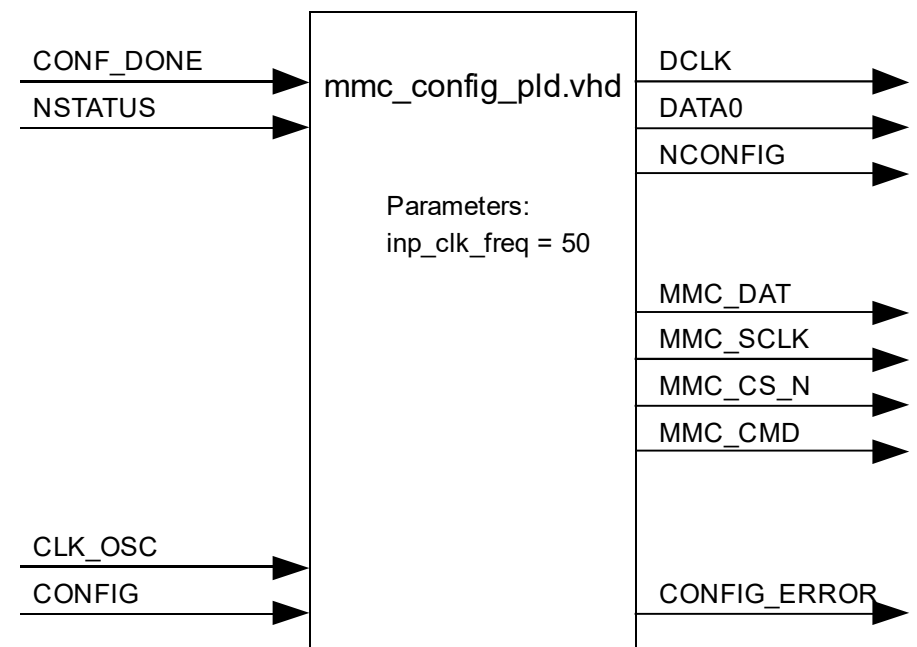 CONF_DONE
NSTATUS
mmc_config_pld.vhd
Parameters:
inp_clk_freq = 50
DCLK
DATA0
NCONFIG
MMC_DAT
MMC_SCLK
MMC_CS_N
MMC_CMD
CLK_OSC
CONFIG
CONFIG_ERROR